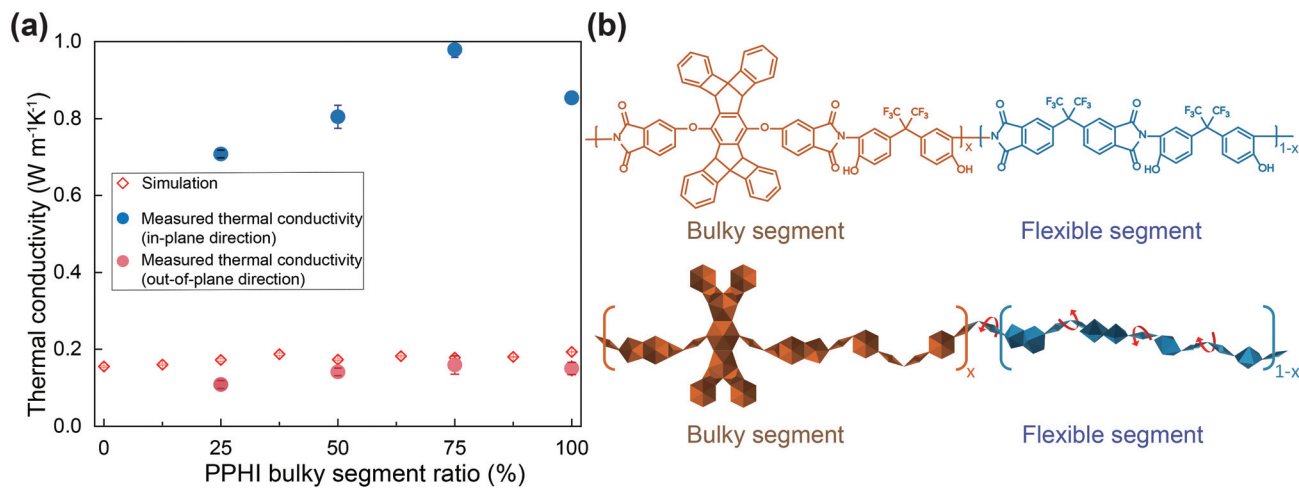 (a)
Thermal conductivity (W m⁻¹K⁻¹)
1.0
0.8
0.6
0.4
0.2
0.0
Simulation
Measured thermal conductivity
(in-plane direction)
Measured thermal conductivity
(out-of-plane direction)
0 25 50 75 100
PPHI bulky segment ratio (%)
(b)
F₃C CF₃
F₃C CF₃
F₃C CF₃
O O O O O O O O
N O O N N N
O O
HO OH
HO OH
x
1-x
Bulky segment Flexible segment
x
1-x
Bulky segment Flexible segment